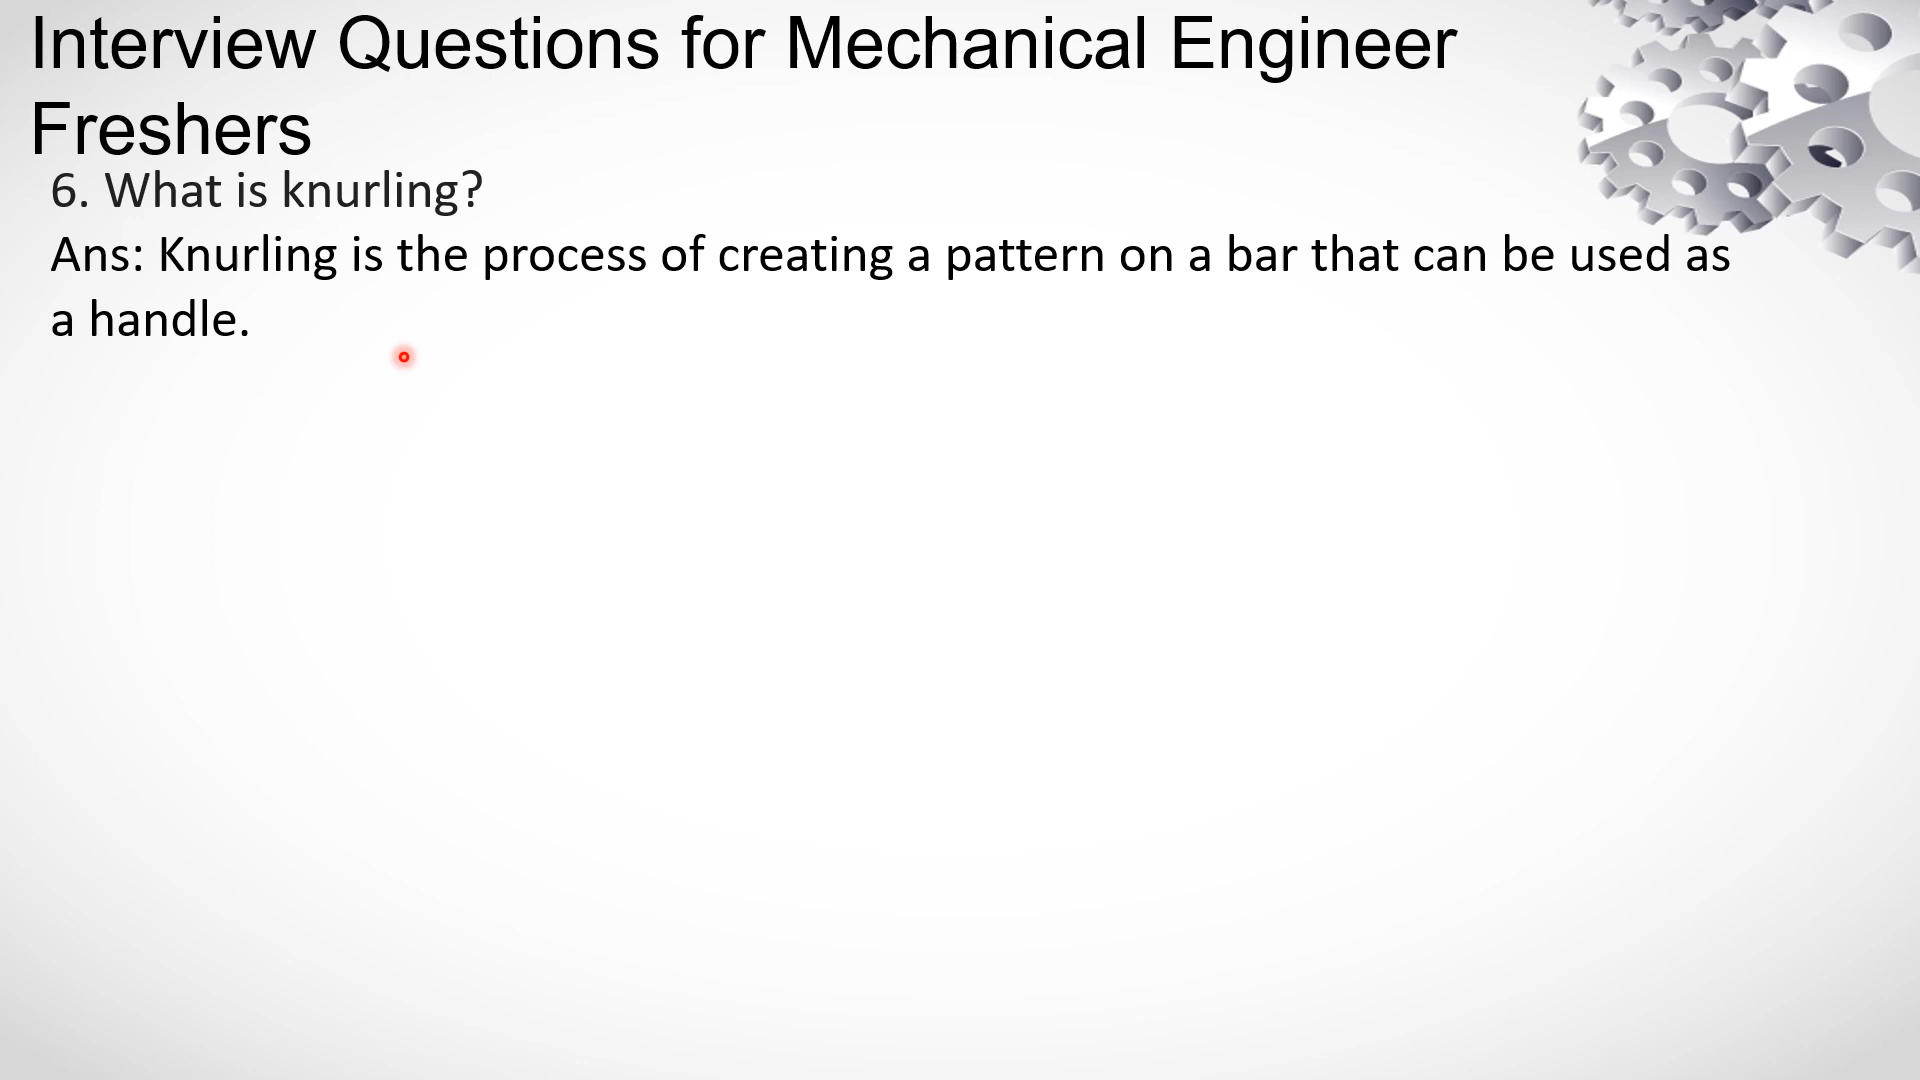 Interview Questions for Mechanical Engineer
Freshers
6. What is knurling?
Ans: Knurling is the process of creating a pattern on a bar that can be used as
a handle.